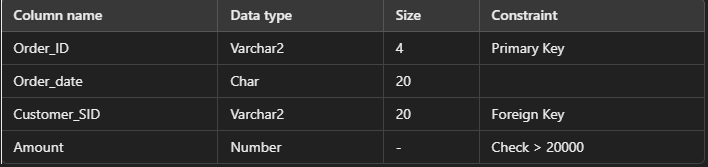 Column name Data type Size Constraint
Order_ID Varchar2 4 Primary Key
Order_date Char 20
Customer_SID Varchar2 20 Foreign Key
Amount Number - Check > 20000